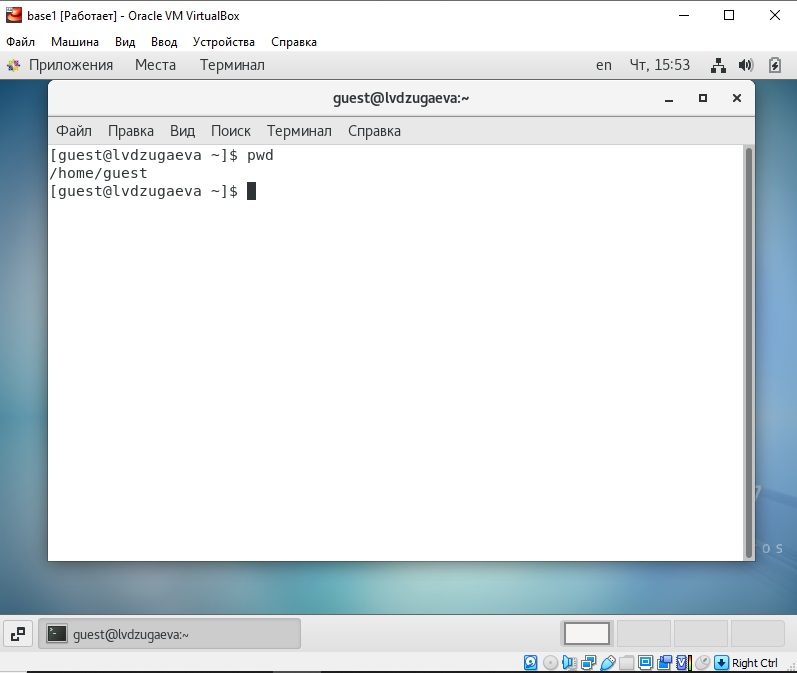 base1 [Работает] - Oracle VM VirtualBox
Файл Машина Вид Ввод Устройства Справка
Приложения Места Терминал en Чт, 15:53
guest@lvdzugaeva:~
Файл Правка Вид Поиск Терминал Справка
[guest@lvdzugaeva ~]$ pwd
/home/guest
[guest@lvdzugaeva ~]$
7
O S
guest@lvdzugaeva:~
Right Ctrl